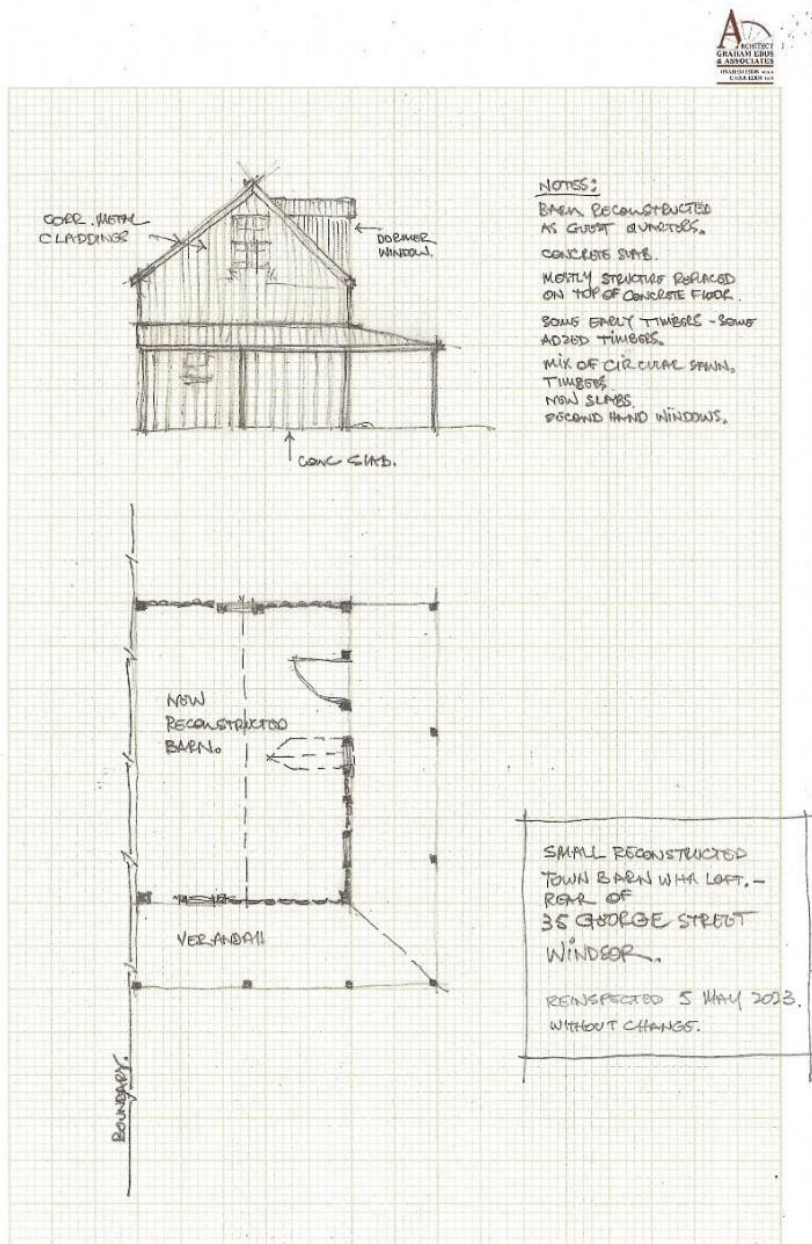 ARCHITECT
GRAHAM EDDS
& ASSOCIATES
NOTES:
BARN RECONSTRUCTED
AS GUEST QUARTERS.
CONCRETE SLAB.
MOSTLY STRUCTURE REPLACED
ON TOP OF CONCRETE FLOOR.
SOME EARLY TIMBERS - SOME
ADDED TIMBERS.
MIX OF CIRCULAR SAWN.
TIMBERS
NEW SLABS.
SECOND HAND WINDOWS.
CORR. METAL
CLADDINGS
DORMER
WINDOW.
CONC SLAB.
NEW
RECONSTRUCTED
BARN.
VERANDAH
BOUNDARY.
SMALL RECONSTRUCTED
TOWN BARN WITH LOFT. -
REAR OF
35 GEORGE STREET
WINDSOR.
REINSPECTED 5 MAY 2023.
WITHOUT CHANGE.